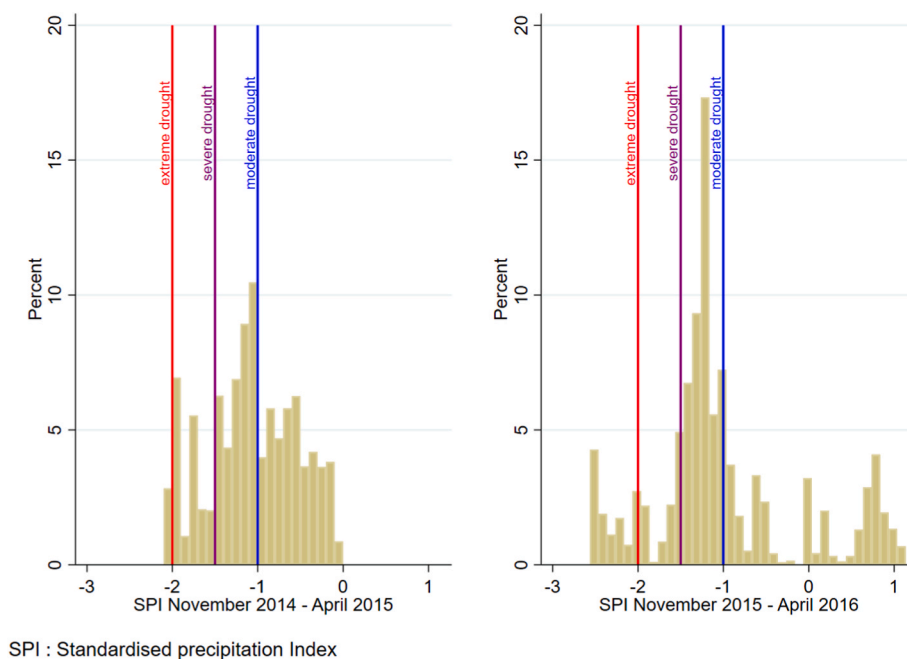 20
15
10
5
0
Percent
extreme drought
severe drought
moderate drought
-3
-2
-1
0
1
SPI November 2014 - April 2015
20
15
10
5
0
Percent
extreme drought
severe drought
moderate drought
-3
-2
-1
0
1
SPI November 2015 - April 2016
SPI : Standardised precipitation Index